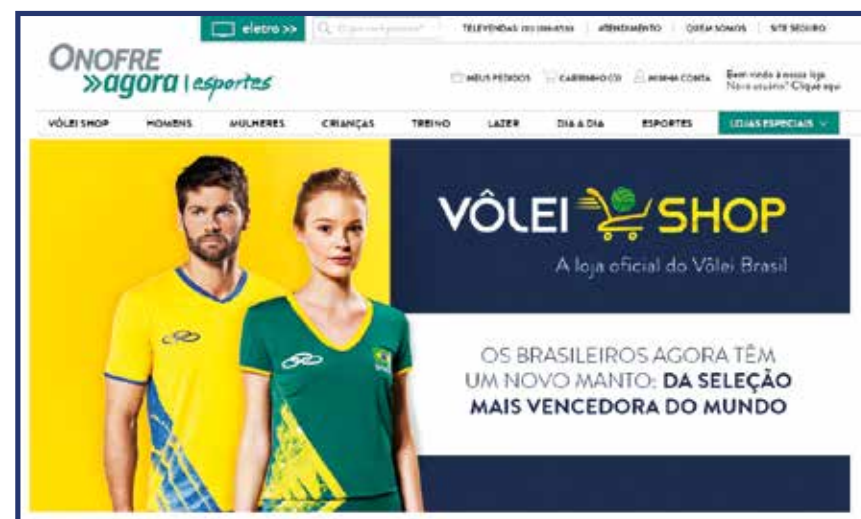 eletro >>
TELEVENDAS
ATENDIMENTO
QUEM SOMOS
SITE SEGURO
ONOFRE
»agora | esportes
MEUS PEDIDOS
CARRINHO (0)
MINHA CONTA
Bem-vindo à nossa loja
Novo usuário? Clique aqui
VÔLEI SHOP
HOMENS
MULHERES
CRIANÇAS
TREINO
LAZER
DIA A DIA
ESPORTES
LOJAS ESPECIAIS
VÔLEI SHOP
A loja oficial do Vôlei Brasil
OS BRASILEIROS AGORA TÊM
UM NOVO MANTO: DA SELEÇÃO
MAIS VENCEDORA DO MUNDO